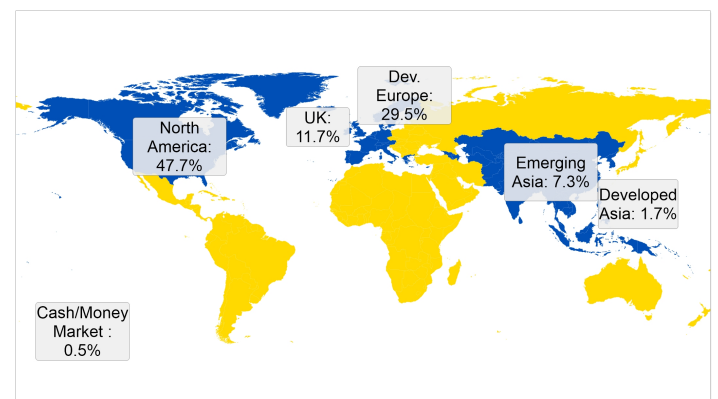 Dev.
Europe:
29.5%
UK:
11.7%
North
America:
47.7%
Emerging
Asia: 7.3%
Developed
Asia: 1.7%
Cash/Money
Market :
0.5%